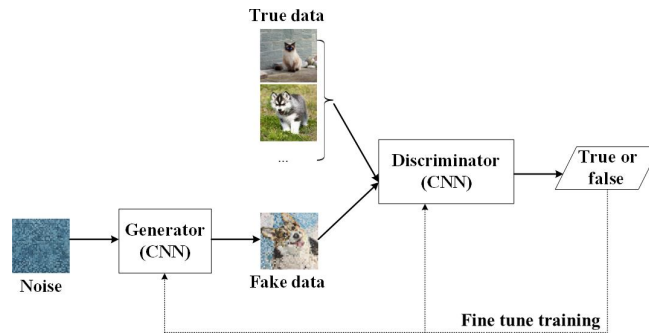 True data
...
Discriminator
(CNN)
True or
false
Generator
(CNN)
Noise
Fake data
Fine tune training